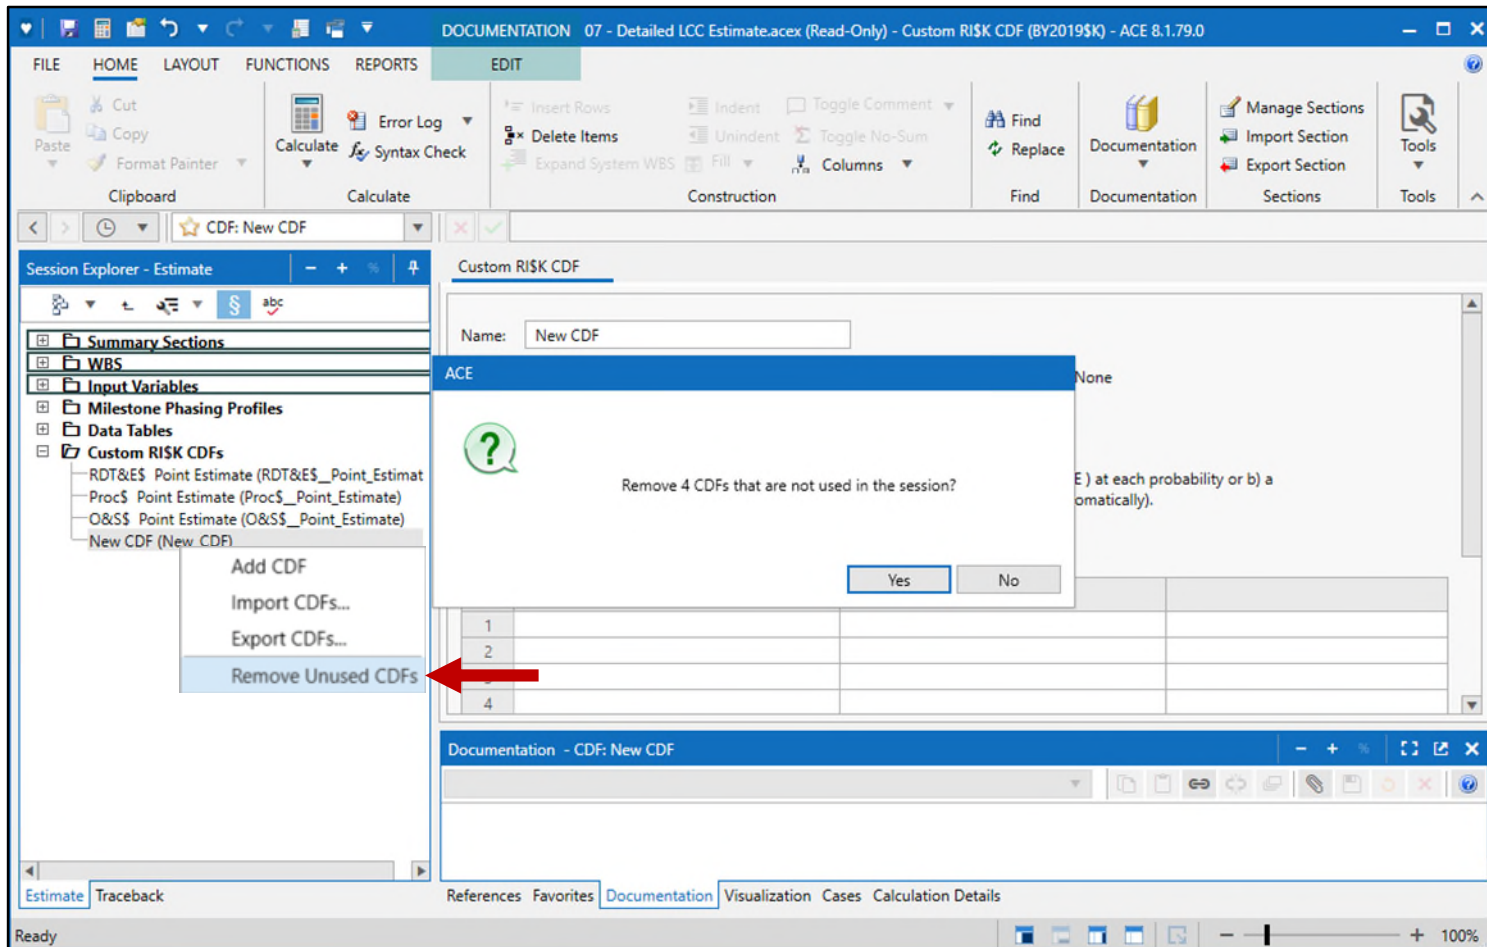 DOCUMENTATION 07 - Detailed LCC Estimate.acex (Read-Only) - Custom RI$K CDF (BY2019$K) - ACE 8.1.79.0
FILE HOME LAYOUT FUNCTIONS REPORTS EDIT
Paste
Cut
Copy
Format Painter
Clipboard
Calculate
Error Log
Syntax Check
Calculate
Insert Rows
Delete Items
Expand System WBS
Indent
Unindent
Fill
Toggle Comment
Toggle No-Sum
Columns
Construction
Find
Replace
Find
Documentation
Documentation
Manage Sections
Import Section
Export Section
Sections
Tools
Tools
CDF: New CDF
Session Explorer - Estimate
§ abc
Summary Sections
WBS
Input Variables
Milestone Phasing Profiles
Data Tables
Custom RI$K CDFs
RDT&E$ Point Estimate (RDT&E$_Point_Estimat
Proc$ Point Estimate (Proc$_Point_Estimate)
O&S$ Point Estimate (O&S$_Point_Estimate)
New CDF (New_CDF)
Add CDF
Import CDFs...
Export CDFs...
Remove Unused CDFs
Estimate Traceback
Custom RI$K CDF
Name: New CDF
None
E ) at each probability or b) a
omatically).
ACE
Remove 4 CDFs that are not used in the session?
Yes No
1
2
4
Documentation - CDF: New CDF
References Favorites Documentation Visualization Cases Calculation Details
Ready 100%